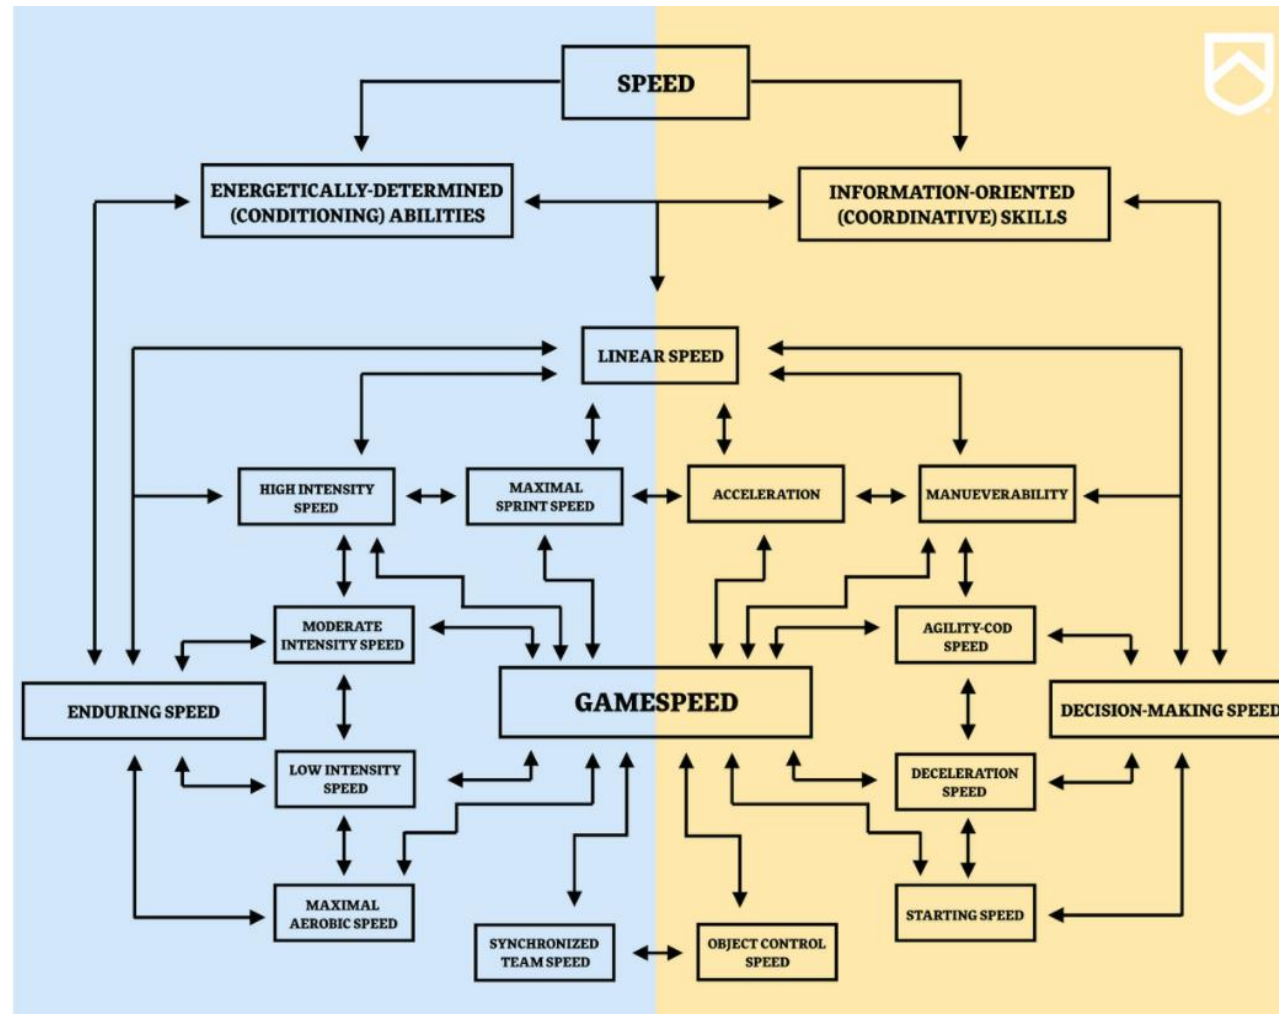 SPEED
ENERGETICALLY-DETERMINED
(CONDITIONING) ABILITIES
INFORMATION-ORIENTED
(COORDINATIVE) SKILLS
LINEAR SPEED
HIGH INTENSITY
SPEED
MAXIMAL
SPRINT SPEED
ACCELERATION
MANUEVERABILITY
MODERATE
INTENSITY SPEED
AGILITY-COD
SPEED
ENDURING SPEED
GAMESPEED
DECISION-MAKING SPEED
LOW INTENSITY
SPEED
DECELERATION
SPEED
MAXIMAL
AEROBIC SPEED
STARTING SPEED
SYNCHRONIZED
TEAM SPEED
OBJECT CONTROL
SPEED